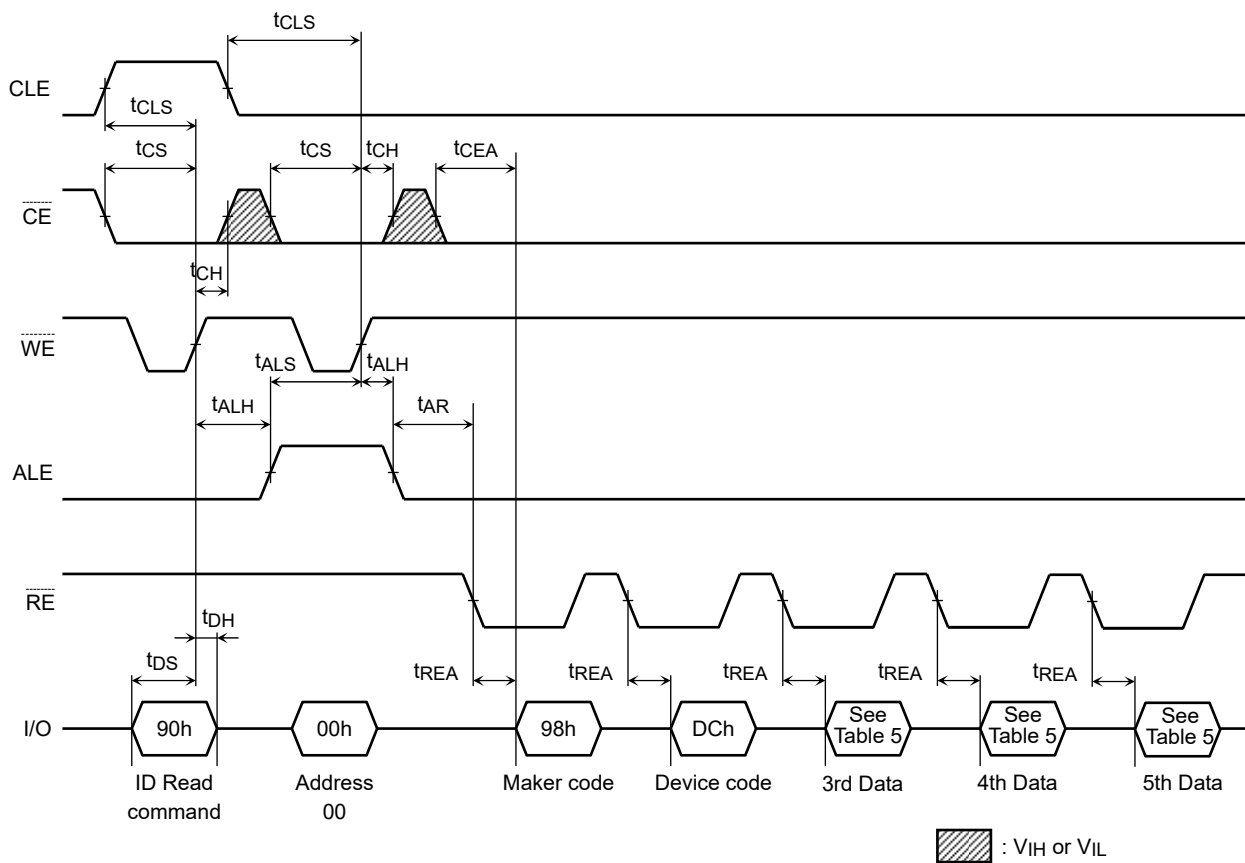 tCLS
CLE
tCLS
tCS tCS tCH tCEA
CE
tCH
WE
tALS tALH
tALH tAR
ALE
RE
tDH
tDS tREA tREA tREA tREA tREA
I/O 90h 00h 98h DCh See Table 5 See Table 5 See Table 5
ID Read command Address 00 Maker code Device code 3rd Data 4th Data 5th Data
: VIH or VIL